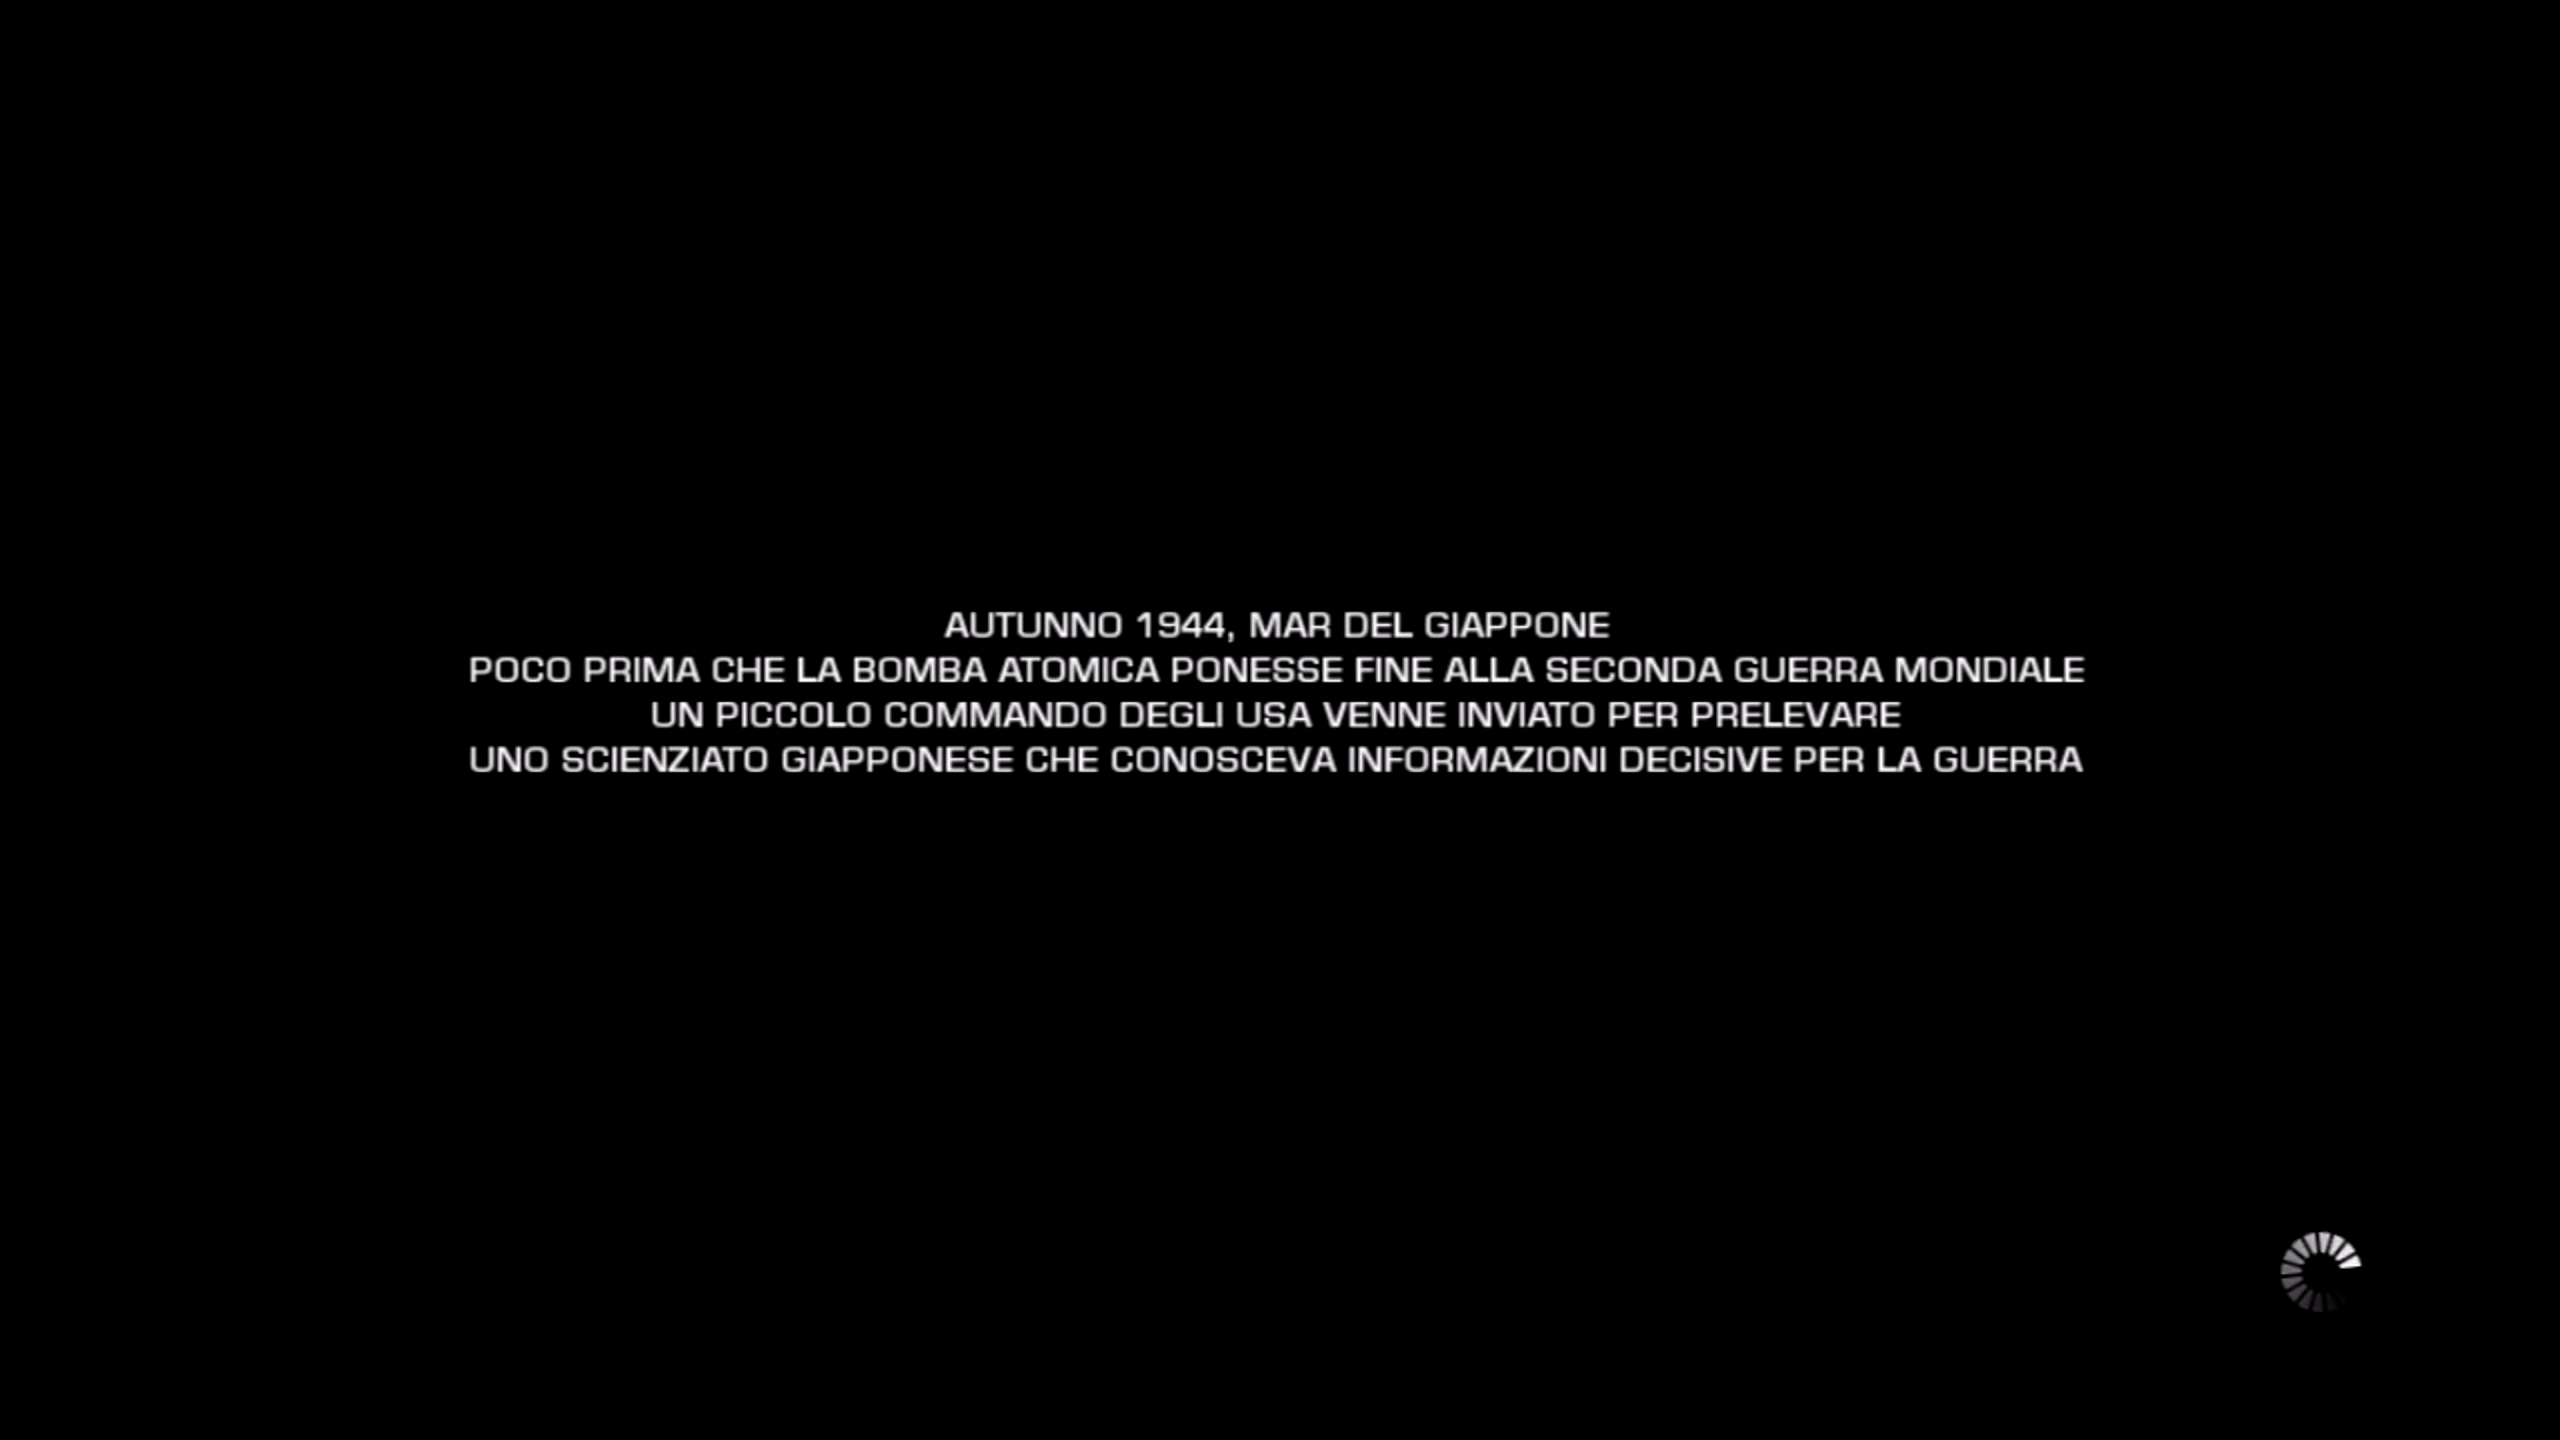 AUTUNNO 1944, MAR DEL GIAPPONE
POCO PRIMA CHE LA BOMBA ATOMICA PONESSE FINE ALLA SECONDA GUERRA MONDIALE
UN PICCOLO COMMANDO DEGLI USA VENNE INVIATO PER PRELEVARE
UNO SCIENZIATO GIAPPONESE CHE CONOSCEVA INFORMAZIONI DECISIVE PER LA GUERRA